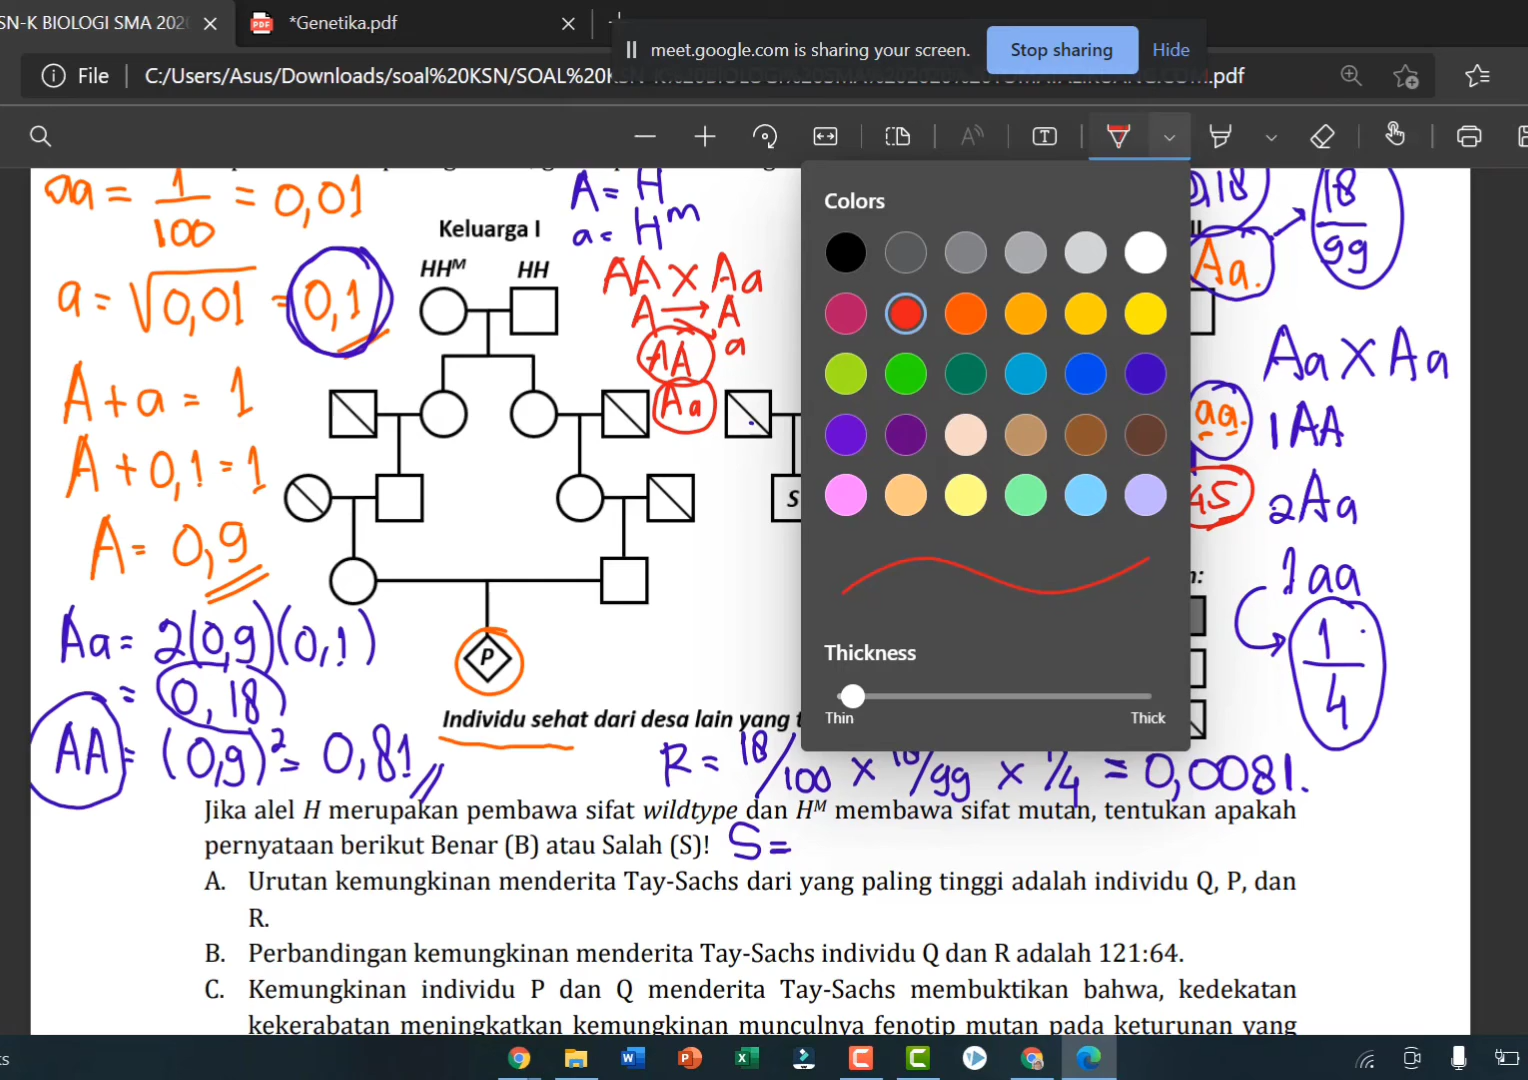 SN-K BIOLOGI SMA 202
*Genetika.pdf
meet.google.com is sharing your screen.
Stop sharing
Hide
File
C:/Users/Asus/Downloads/soal%20KSN/SOAL%20K
.pdf
aa = 1/100 = 0,01
a = √0,01 = 0,1
A + a = 1
A + 0,1 = 1
A = 0,9
Aa = 2(0,9)(0,1)
= 0,18
AA = (0,9)² = 0,81
A = H
a = Hᵐ
Keluarga I
HHᴹ HH
AA X Aa
A → A
a
AA
Aa
P
S
Individu sehat dari desa lain yang t
Colors
Thickness
Thin
Thick
18/99
Aa.
Aa X Aa
aa.
1AA
2Aa
1aa
1/4
n:
R = 18/100 x 18/99 x 1/4 = 0,0081.
Jika alel H merupakan pembawa sifat wildtype dan Hᴹ membawa sifat mutan, tentukan apakah
pernyataan berikut Benar (B) atau Salah (S)! S =
A. Urutan kemungkinan menderita Tay-Sachs dari yang paling tinggi adalah individu Q, P, dan
R.
B. Perbandingan kemungkinan menderita Tay-Sachs individu Q dan R adalah 121:64.
C. Kemungkinan individu P dan Q menderita Tay-Sachs membuktikan bahwa, kedekatan
kekerabatan meningkatkan kemungkinan munculnya fenotip mutan pada keturunan yang